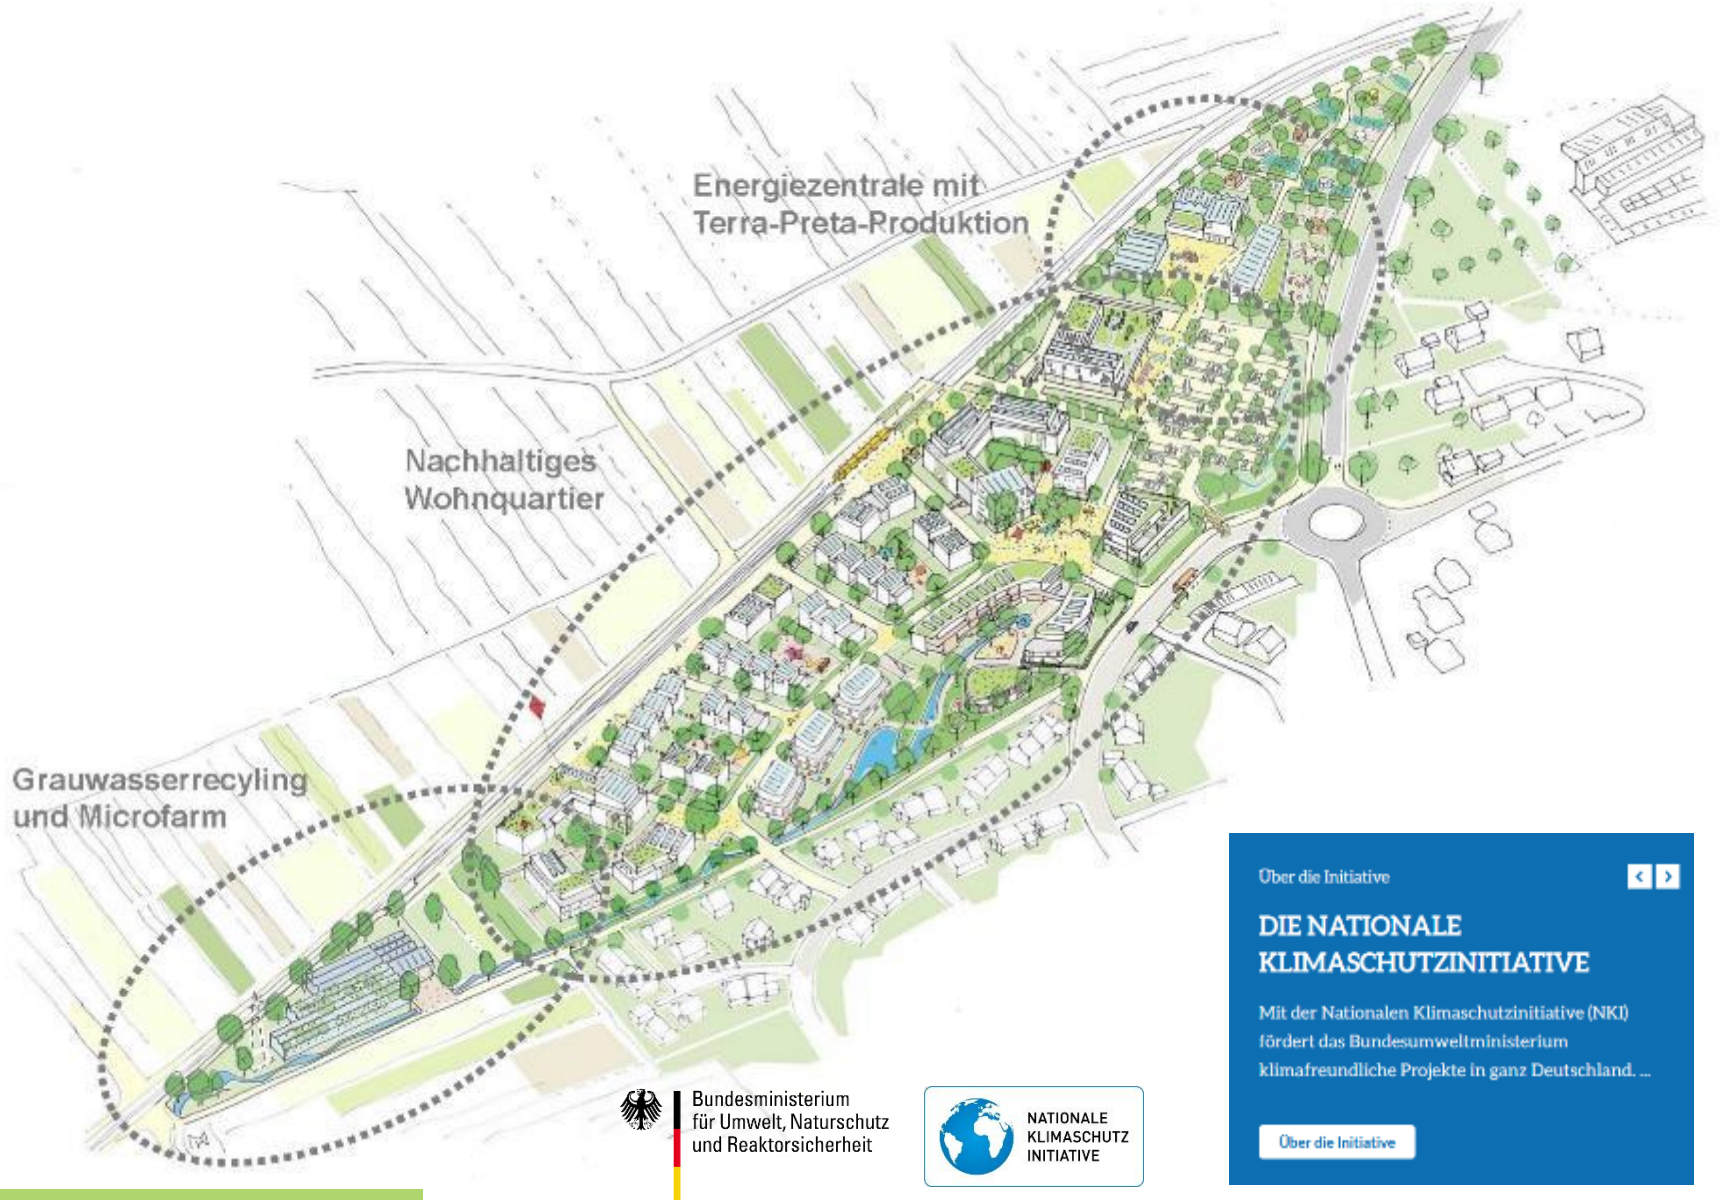 Energiezentrale mit
Terra-Preta-Produktion
Nachhaltiges
Wohnquartier
Grauwasserrecyling
und Microfarm
Über die Initiative
DIE NATIONALE
KLIMASCHUTZINITIATIVE
Mit der Nationalen Klimaschutzinitiative (NKI)
fördert das Bundesumweltministerium
klimafreundliche Projekte in ganz Deutschland. ...
Über die Initiative
Bundesministerium
für Umwelt, Naturschutz
und Reaktorsicherheit
NATIONALE
KLIMASCHUTZ
INITIATIVE